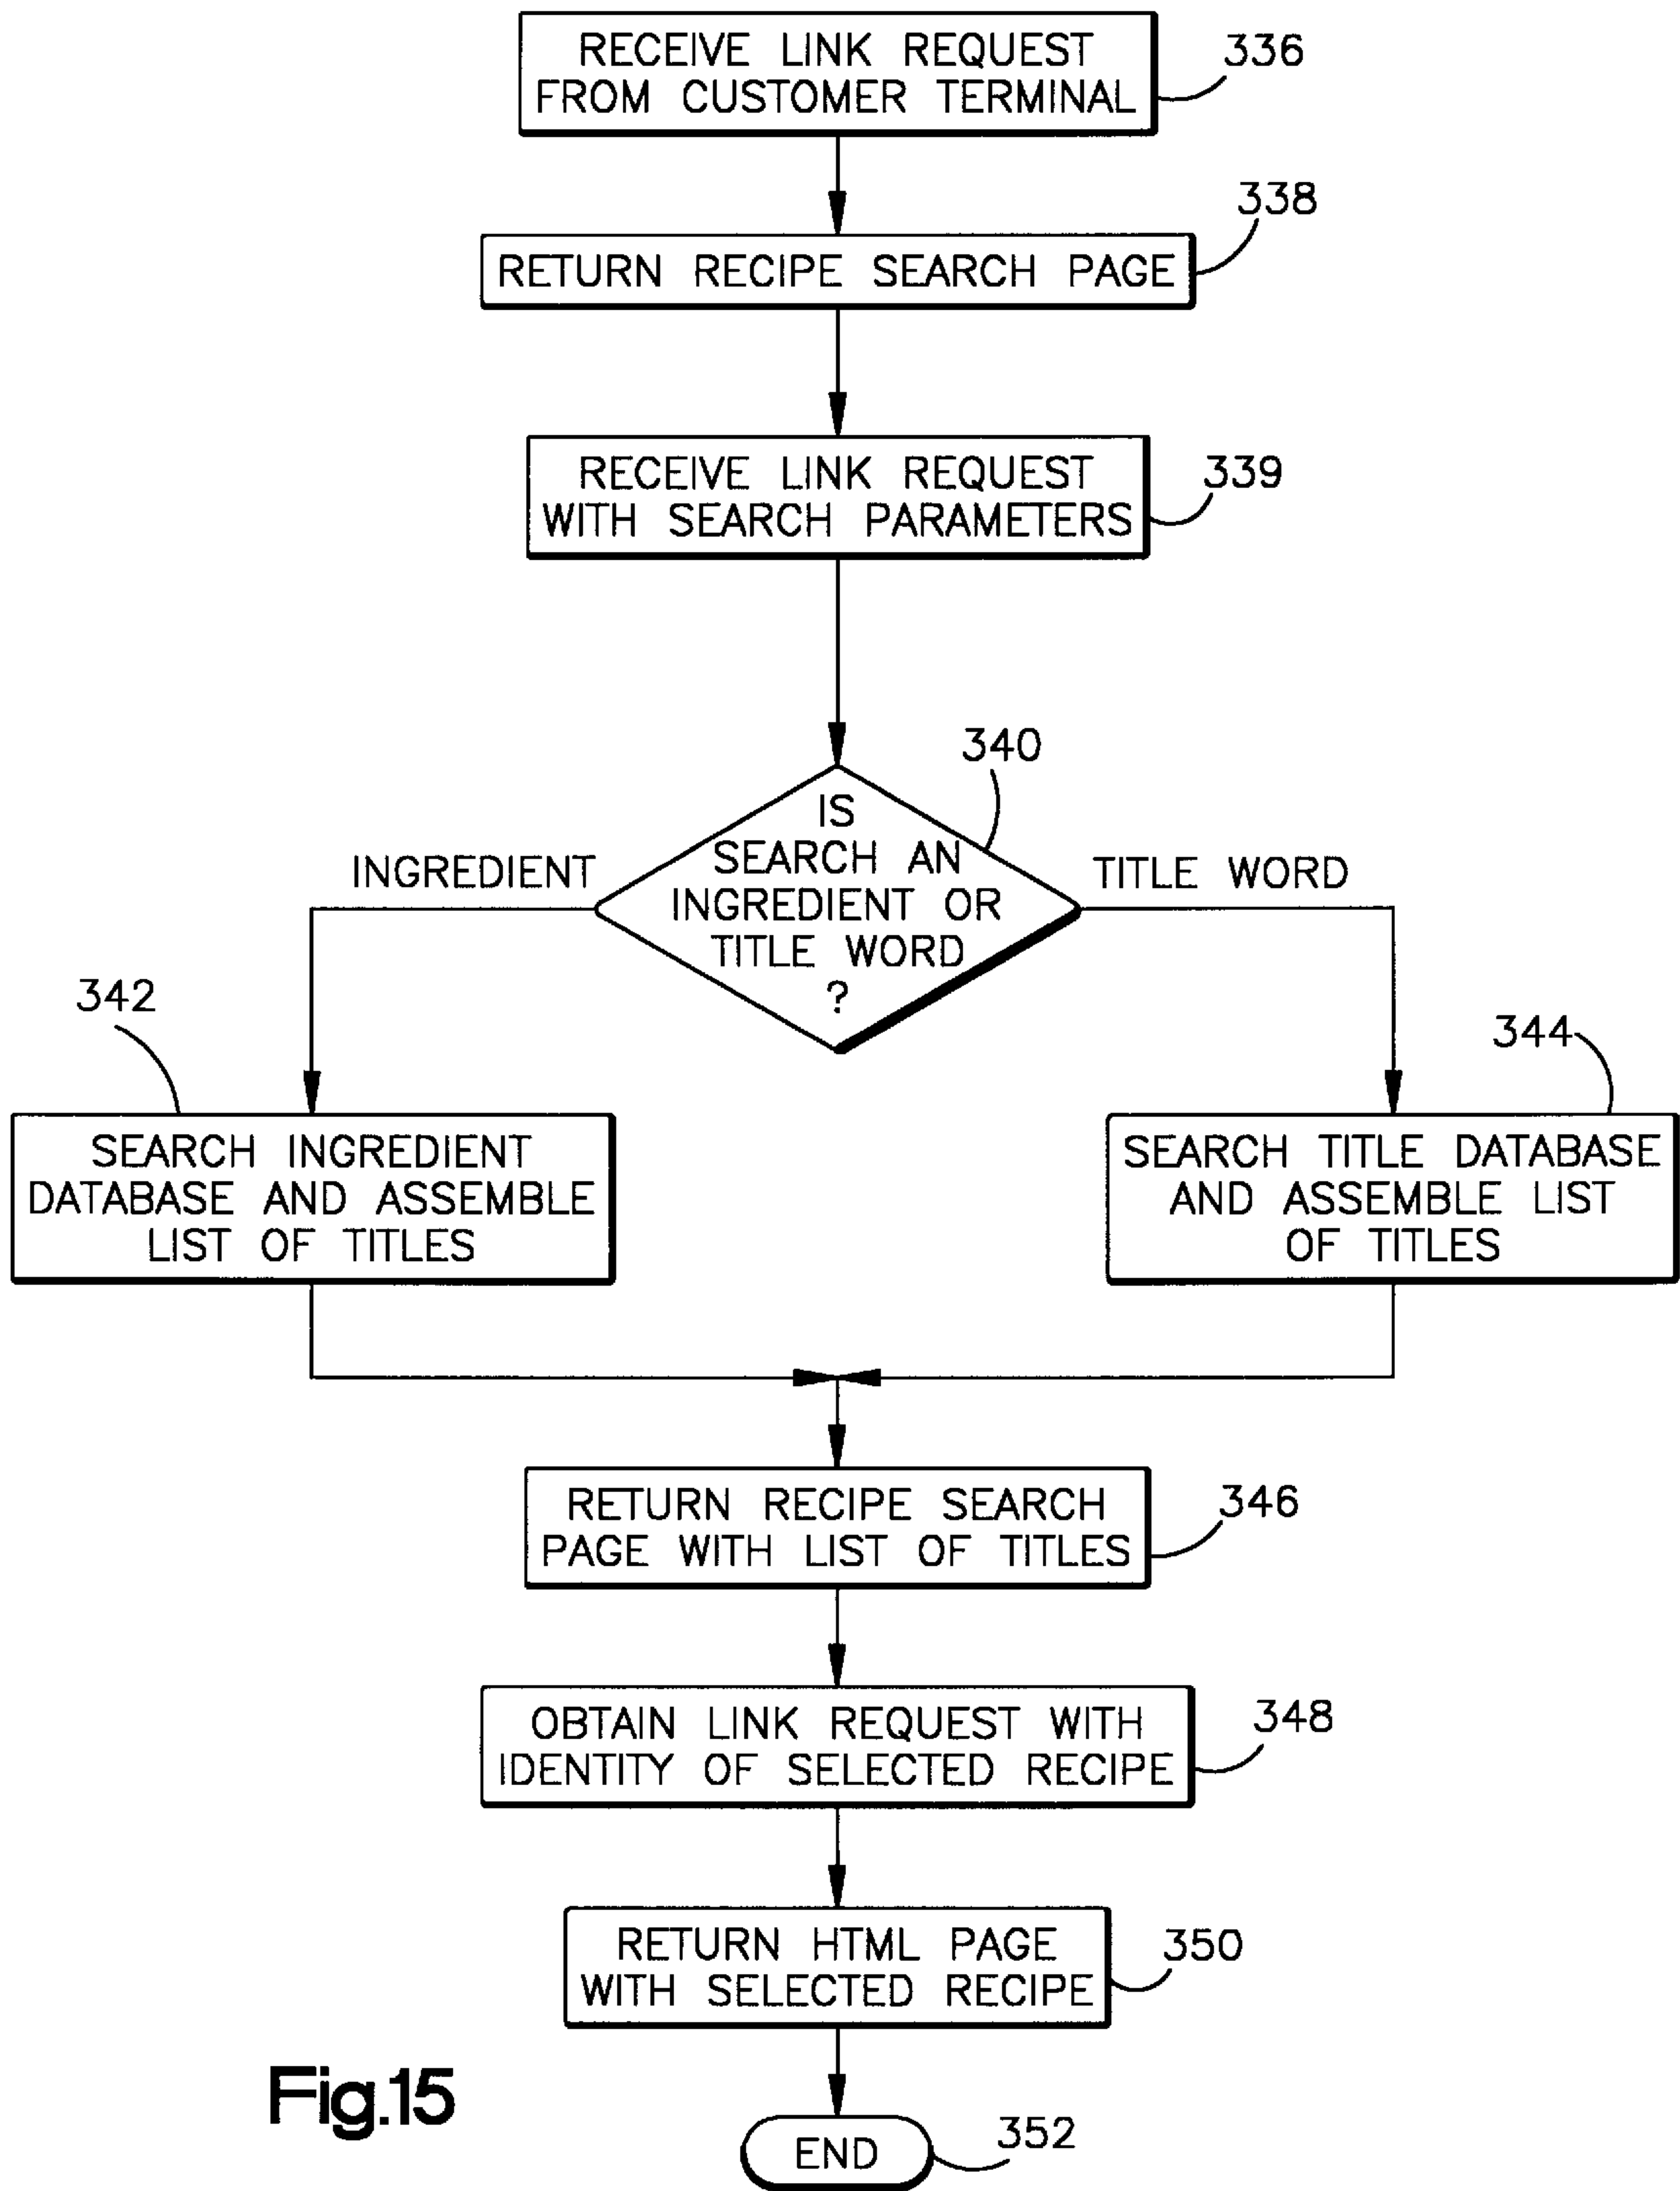 RECEIVE LINK REQUEST
FROM CUSTOMER TERMINAL
336
338
RETURN RECIPE SEARCH PAGE
RECEIVE LINK REQUEST
WITH SEARCH PARAMETERS
339
340
IS
SEARCH AN
INGREDIENT OR
TITLE WORD
?
INGREDIENT
TITLE WORD
342
344
SEARCH INGREDIENT
DATABASE AND ASSEMBLE
LIST OF TITLES
SEARCH TITLE DATABASE
AND ASSEMBLE LIST
OF TITLES
RETURN RECIPE SEARCH
PAGE WITH LIST OF TITLES
346
OBTAIN LINK REQUEST WITH
IDENTITY OF SELECTED RECIPE
348
RETURN HTML PAGE
WITH SELECTED RECIPE
350
END
352
Fig.15